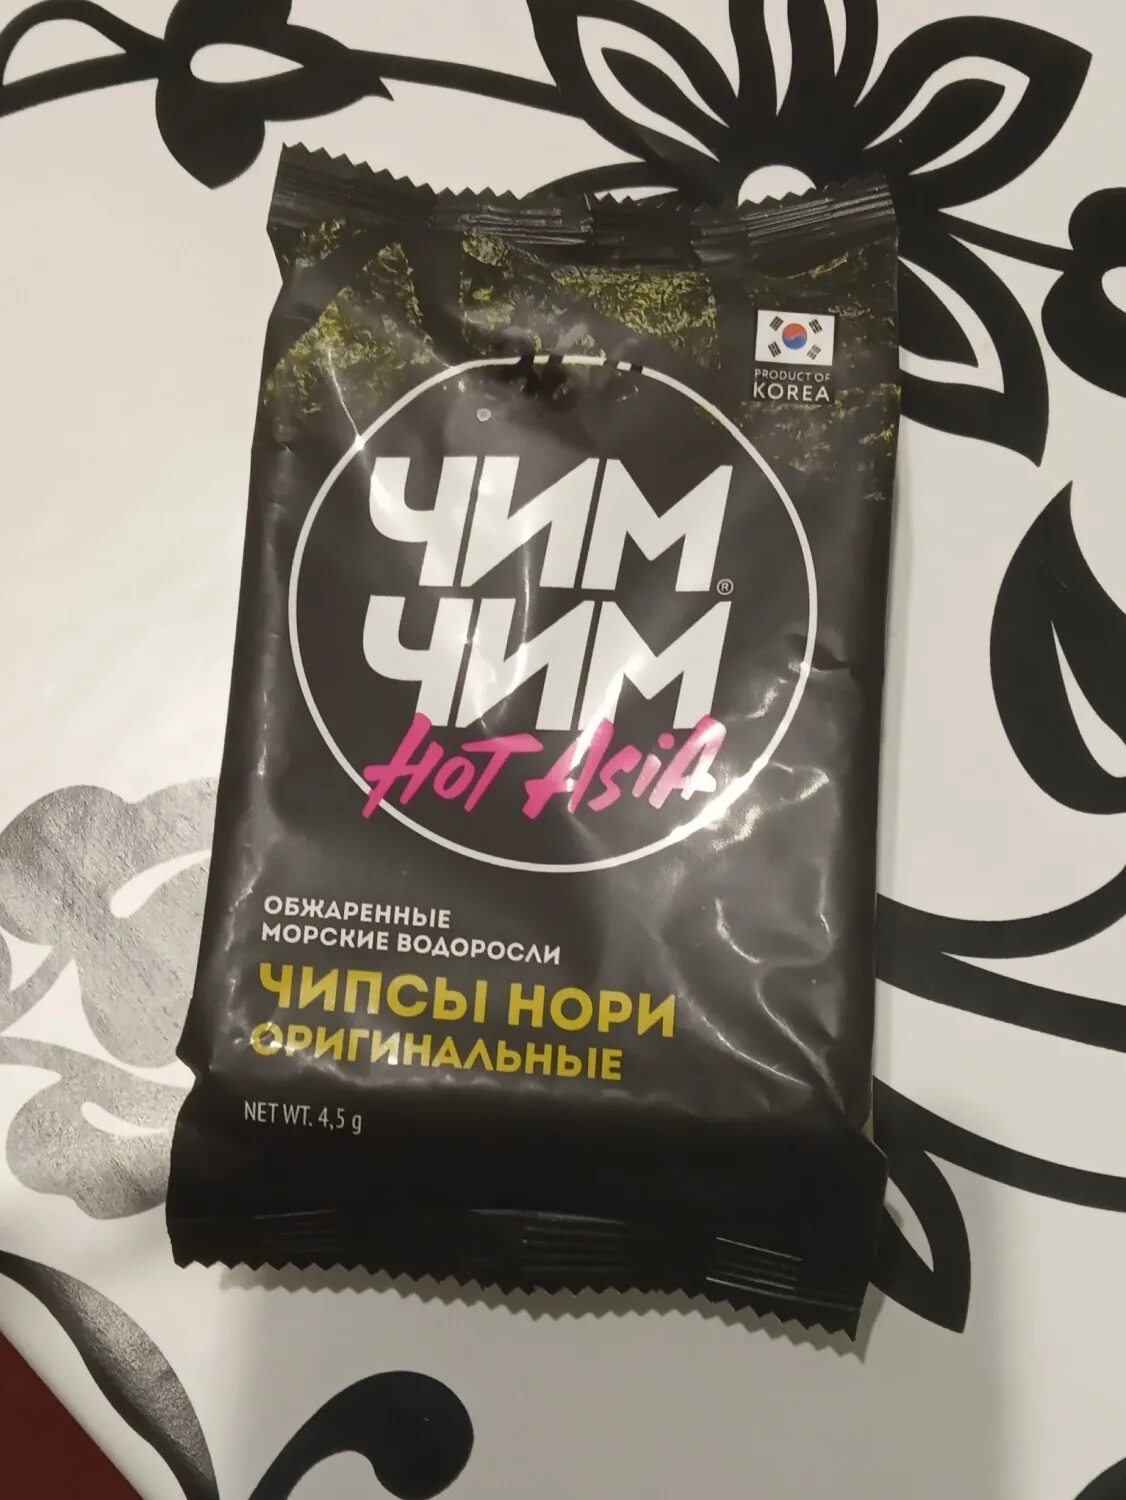 PRODUCT OF
KOREA
ЧИМ
ЧИМ®
HOT ASIA
ОБЖАРЕННЫЕ
МОРСКИЕ ВОДОРОСЛИ
ЧИПСЫ НОРИ
ОРИГИНАЛЬНЫЕ
NET WT. 4,5 g